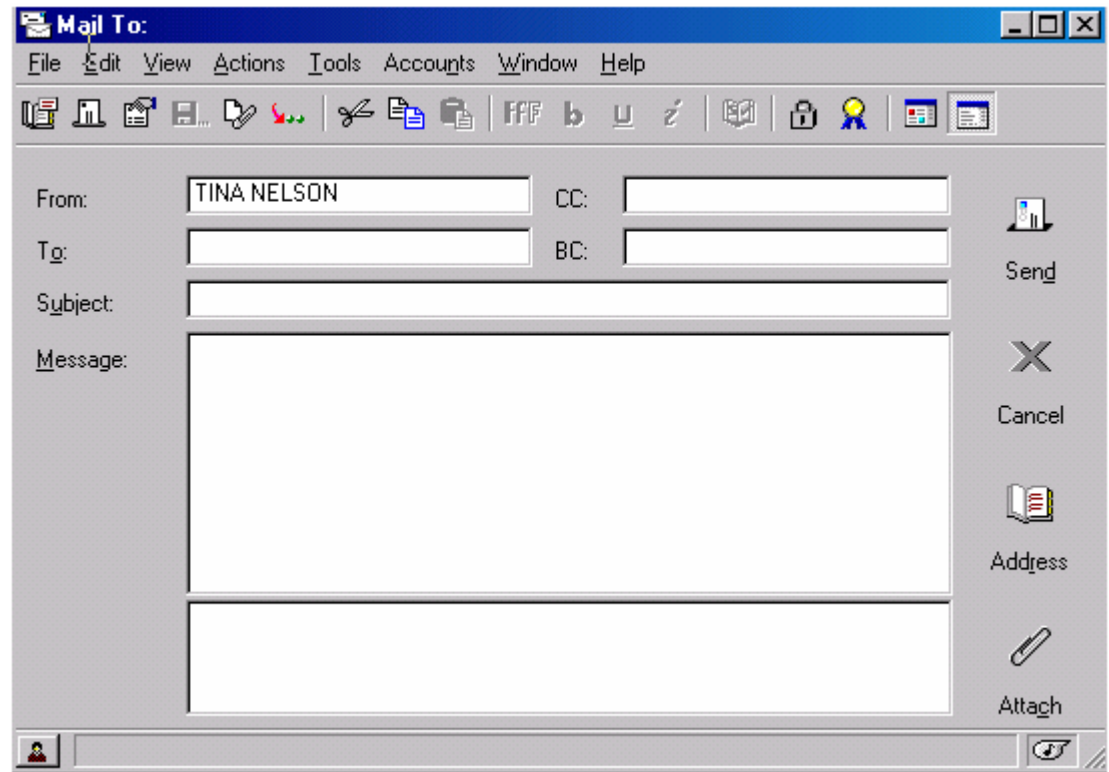 Mail To:
File Edit View Actions Tools Accounts Window Help
FfF b u i
From: TINA NELSON CC:
To: BC:
Subject:
Message:
Send
Cancel
Address
Attach